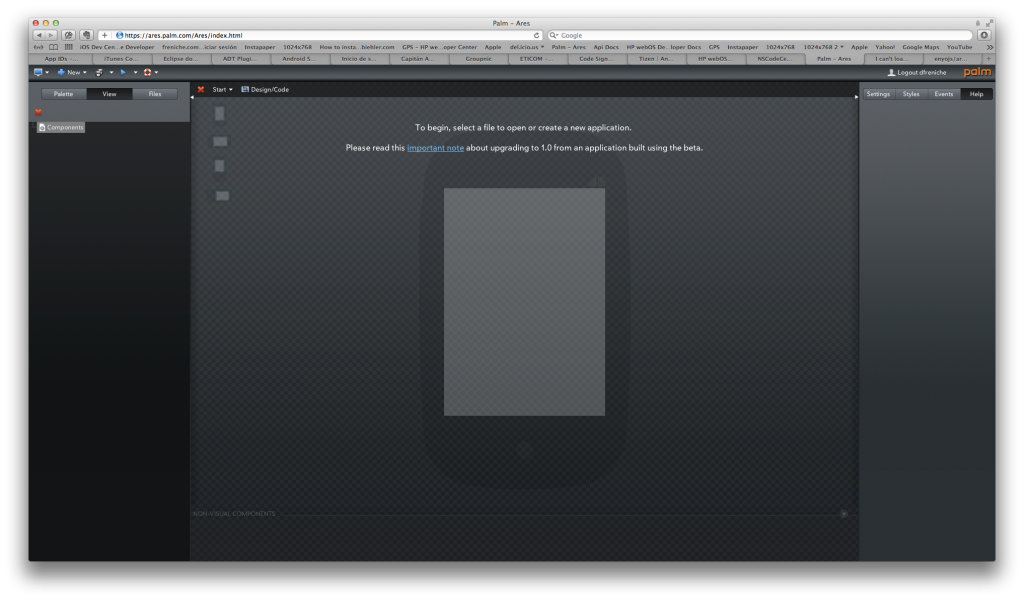 Palm – Ares
https://ares.palm.com/Ares/index.html
Google
iOS Dev Cen...e Developer freniche.com...iciar sesión Instapaper 1024x768 How to insta...biehler.com GPS – HP we...oper Center Apple del.icio.us Palm – Ares Api Docs HP webOS De...loper Docs GPS Instapaper 1024x768 1024x768 2 Apple Yahoo! Google Maps YouTube
App IDs –... iTunes Co... Eclipse do... ADT Plugi... Android S... Inicio de s... Capitán A... Groupeic ETICOM –... Code Sign... Tizen | An... HP webOS... NSCodeCe... Palm – Ares I can't loa... enyojs/ar...
New
Logout dfreniche palm
Palette View Files
Start Design/Code
Settings Styles Events Help
Components
To begin, select a file to open or create a new application.
Please read this important note about upgrading to 1.0 from an application built using the beta.
NON-VISUAL COMPONENTS